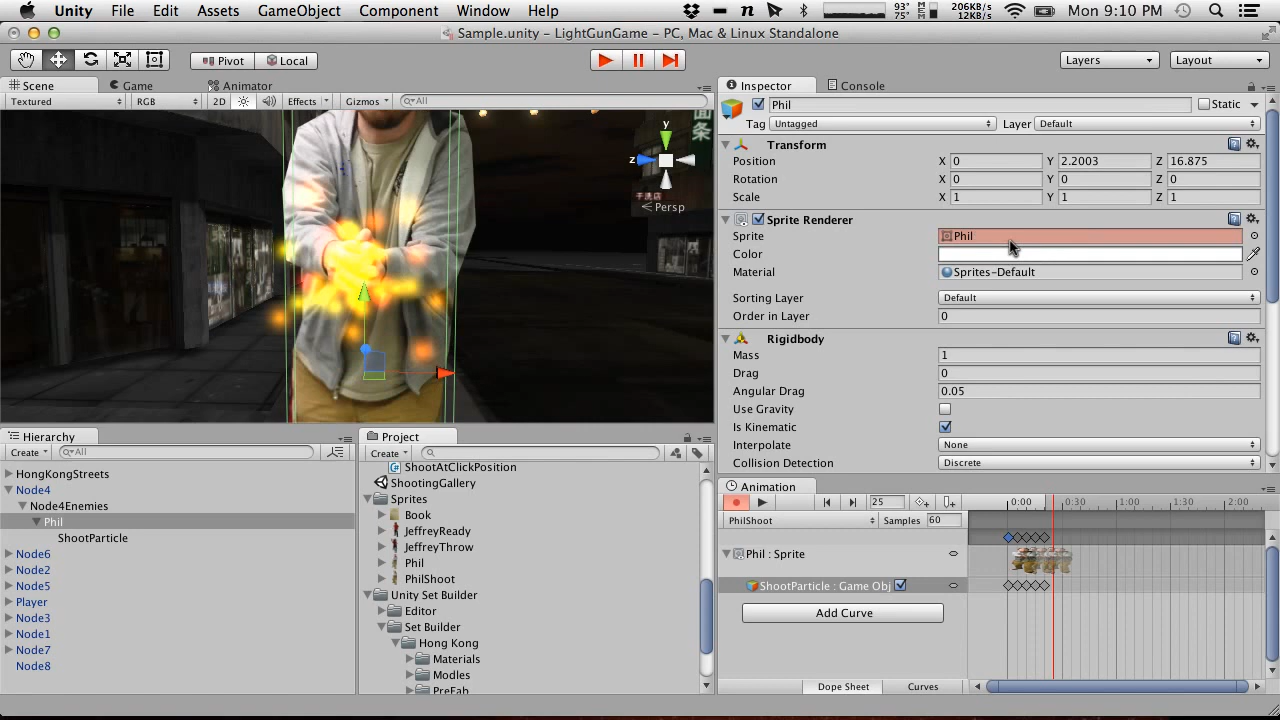 Unity File Edit Assets GameObject Component Window Help 93° 75° 206KB/s 12KB/s Mon 9:10 PM
Sample.unity - LightGunGame - PC, Mac & Linux Standalone
Pivot Local Layers Layout
Scene Game Animator
Textured RGB 2D Effects Gizmos All
面
条
y
z
Persp
Inspector Console
Phil Static
Tag Untagged Layer Default
Transform
Position X 0 Y 2.2003 Z 16.875
Rotation X 0 Y 0 Z 0
Scale X 1 Y 1 Z 1
Sprite Renderer
Sprite Phil
Color
Material Sprites-Default
Sorting Layer Default
Order in Layer 0
Rigidbody
Mass 1
Drag 0
Angular Drag 0.05
Use Gravity
Is Kinematic
Interpolate None
Collision Detection Discrete
Hierarchy
Create All
HongKongStreets
Node4
Node4Enemies
Phil
ShootParticle
Node6
Node2
Node5
Player
Node3
Node1
Node7
Node8
Project
Create
ShootAtClickPosition
ShootingGallery
Sprites
Book
JeffreyReady
JeffreyThrow
Phil
PhilShoot
Unity Set Builder
Editor
Set Builder
Hong Kong
Materials
Modles
PreFab
Animation
25 0:00 0:30 1:00 1:30 2:00
PhilShoot Samples 60
Phil : Sprite
ShootParticle : Game Obj
Add Curve
Dope Sheet Curves